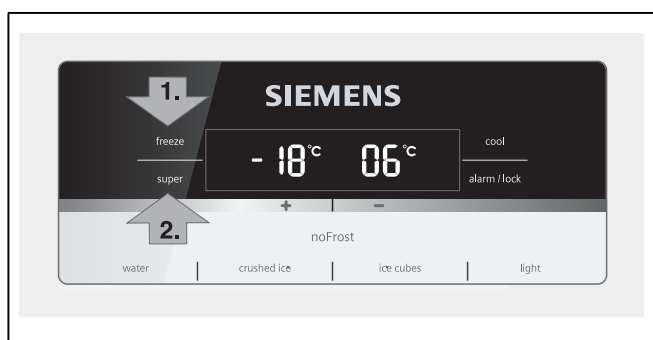 1.
SIEMENS
freeze
cool
- 18°C 06°C
super
alarm / lock
+ −
2.
noFrost
water crushed ice ice cubes light